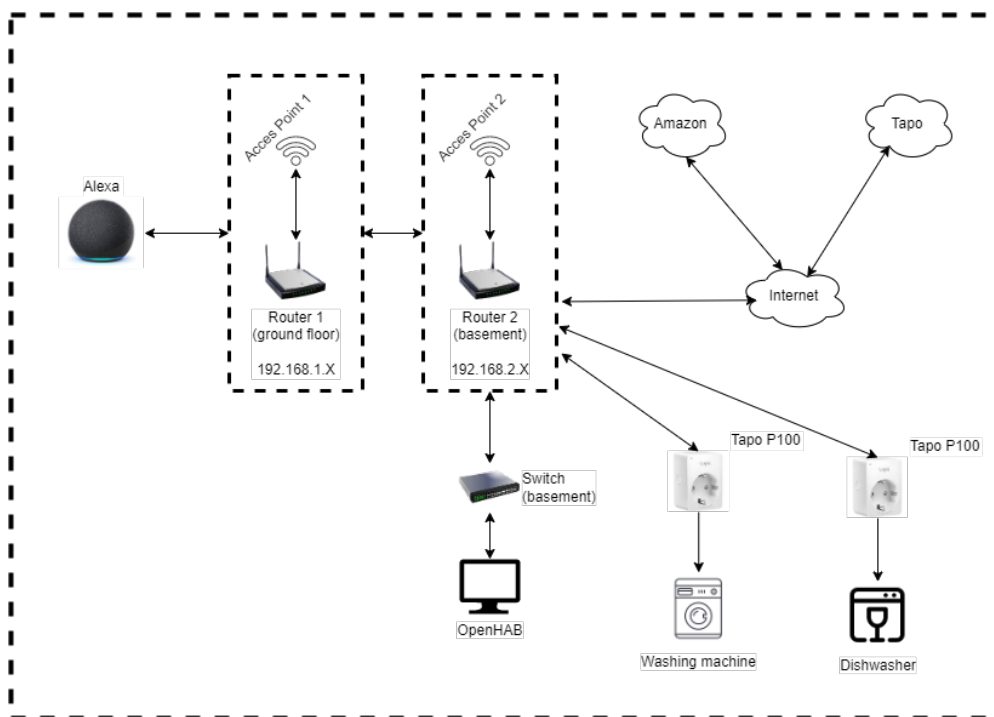 Acces Point 1
Acces Point 2
Amazon
Tapo
Alexa
Internet
Router 1
(ground floor)
192.168.1.X
Router 2
(basement)
192.168.2.X
Tapo P100
Tapo P100
Switch
(basement)
OpenHAB
Washing machine
Dishwasher